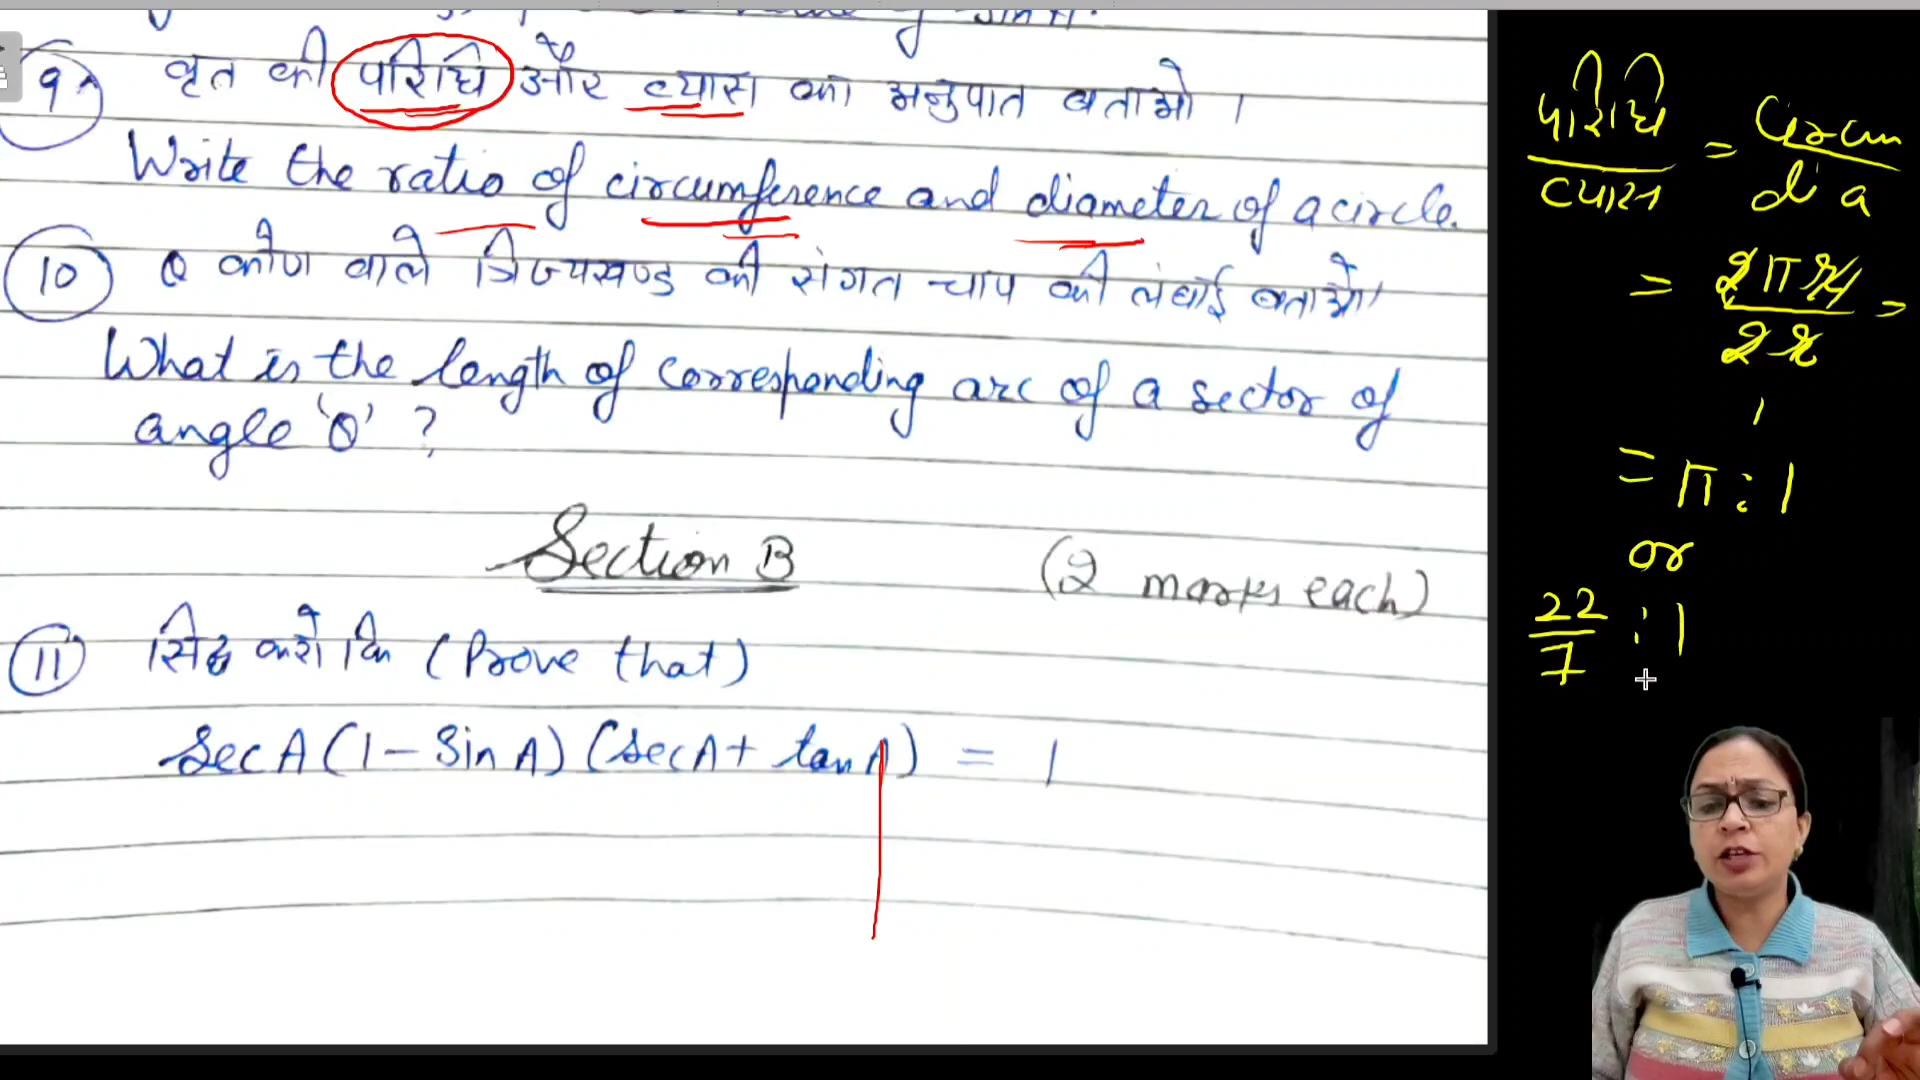 9 वृत की परिधि और व्यास का अनुपात बताओ ।
Write the ratio of circumference and diameter of a circle.
10 θ कोण वाले त्रिज्यखण्ड की संगत चाप की लंबाई बताओ।
What is the length of corresponding arc of a sector of
angle 'θ' ?
Section B (2 marks each)
11 सिद्ध करो कि (Prove that)
SecA(1 - SinA)(SecA + tanA) = 1
परिधि/व्यास = Circum/dia
= 2πr/2r =
= π : 1
or
22/7 : 1